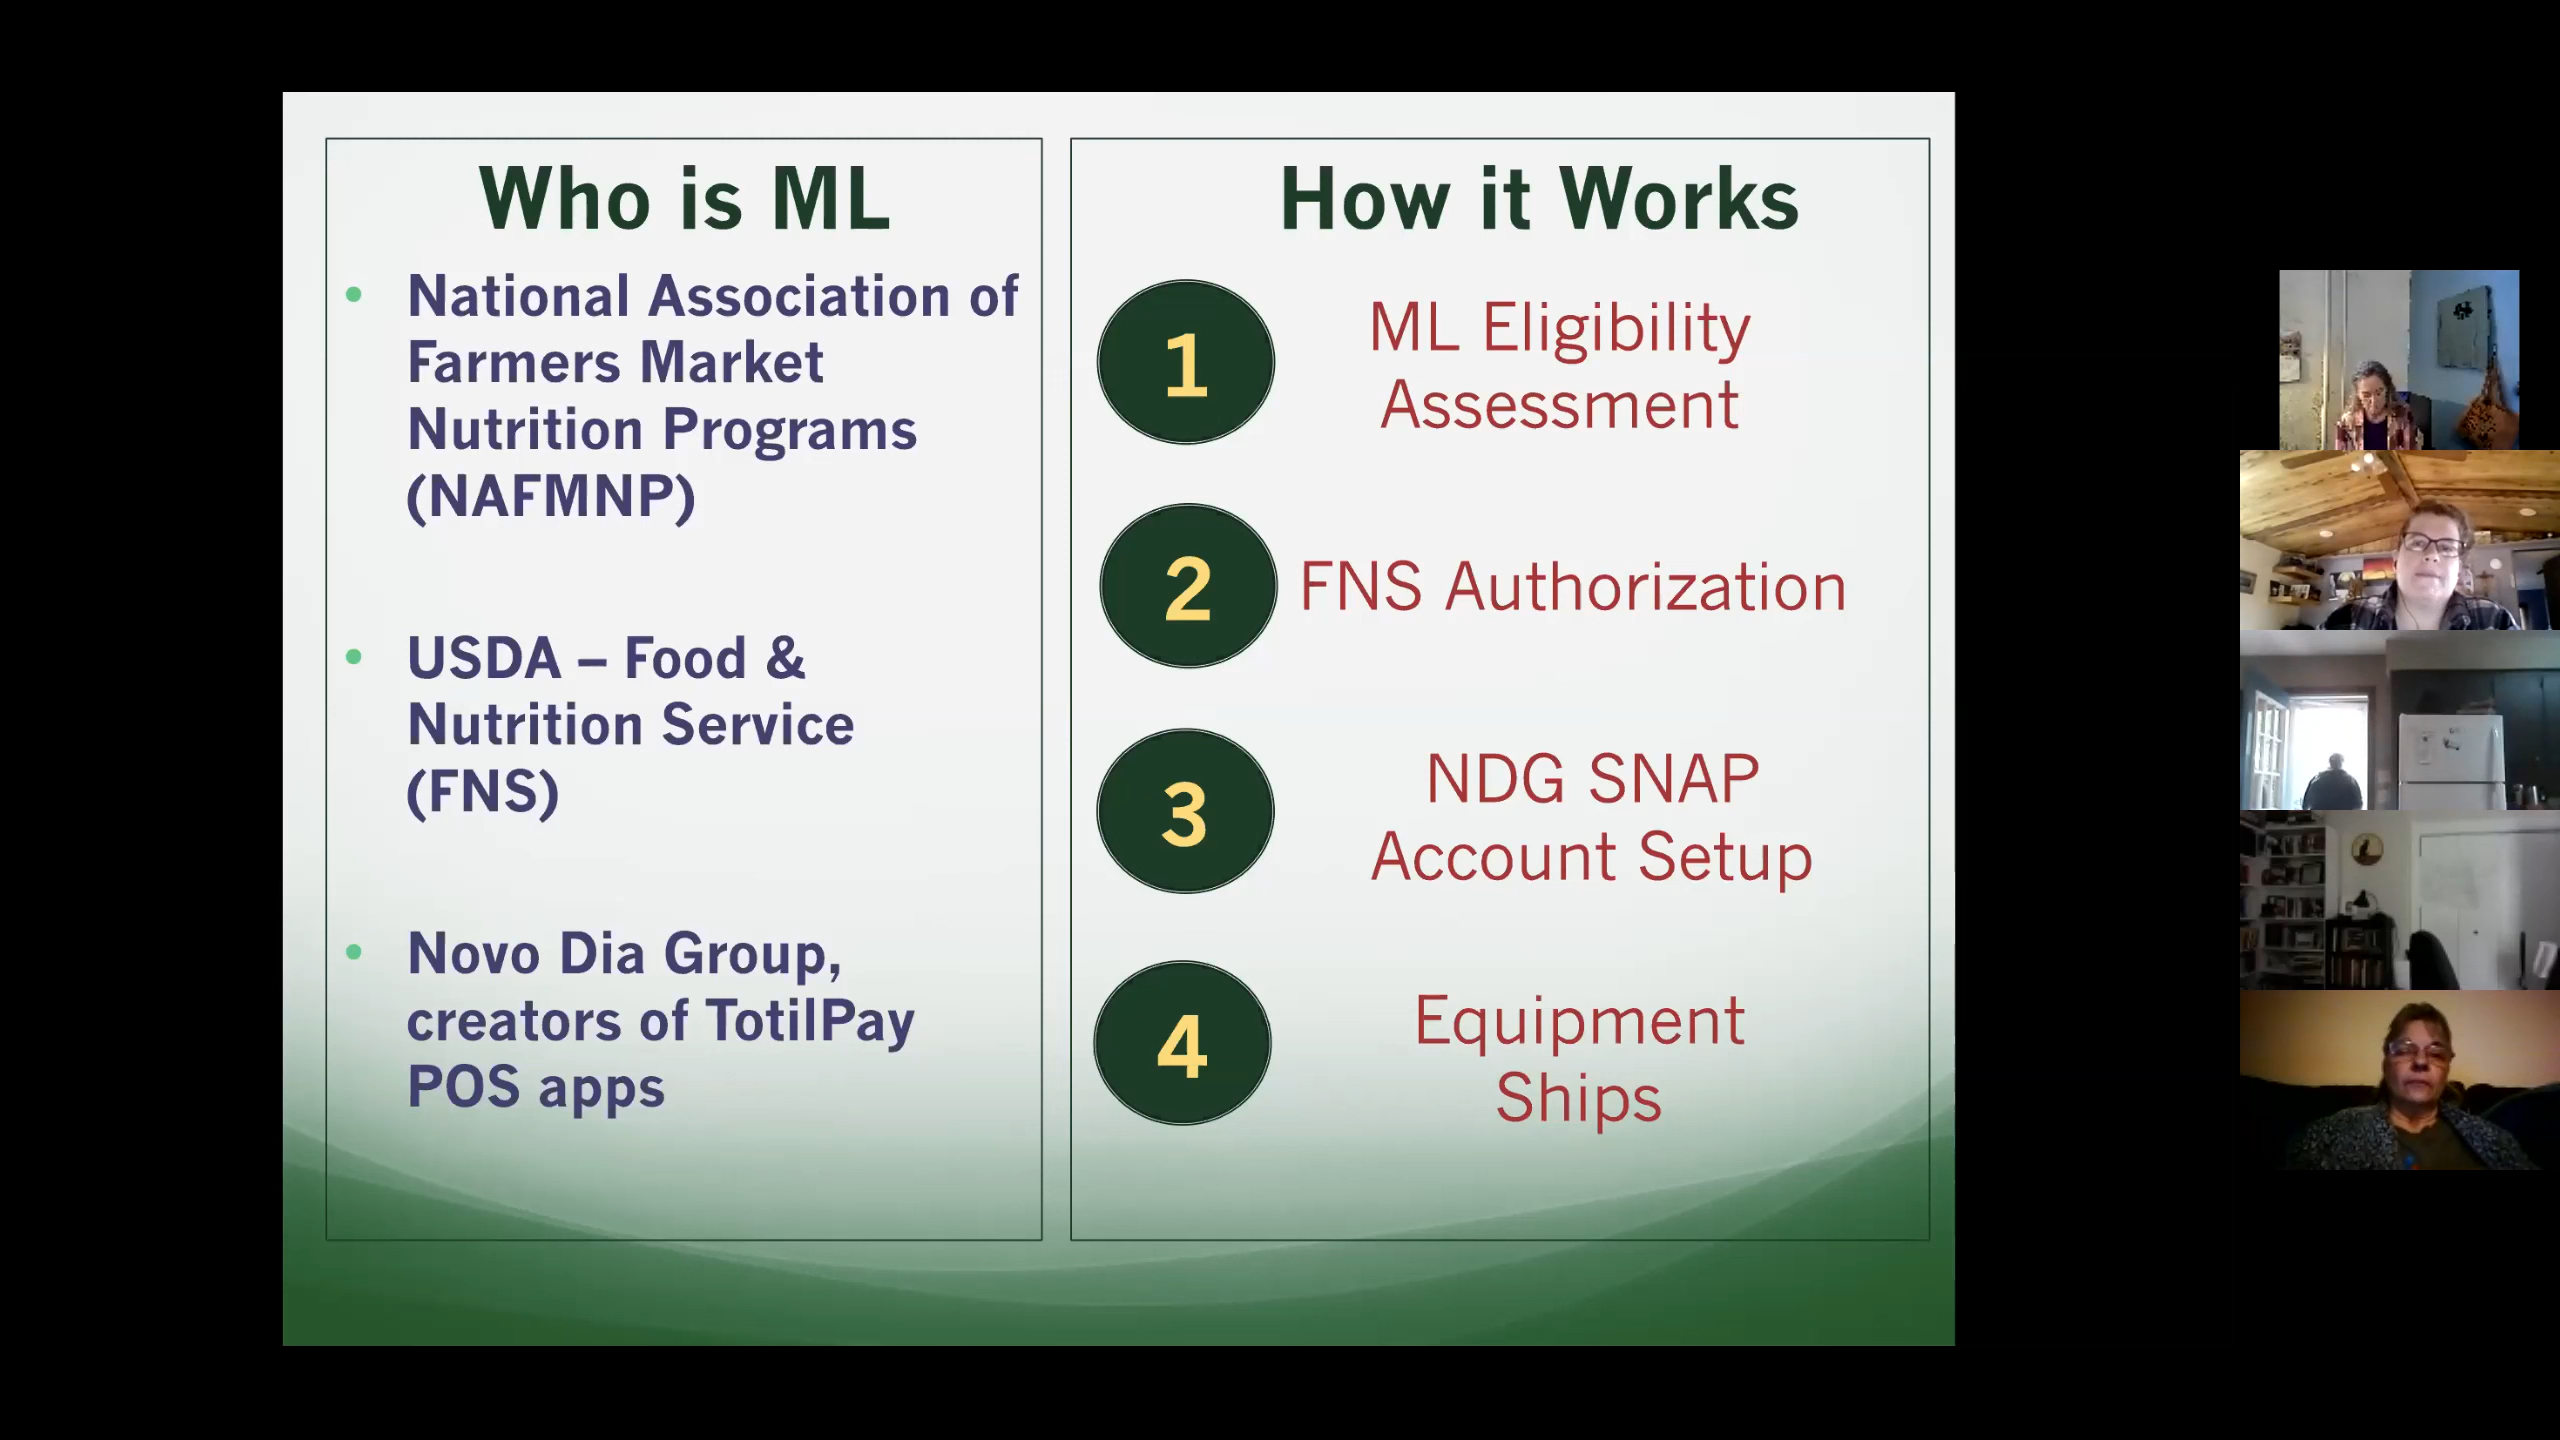 Who is ML
• National Association of
Farmers Market
Nutrition Programs
(NAFMNP)
• USDA – Food &
Nutrition Service
(FNS)
• Novo Dia Group,
creators of TotilPay
POS apps
How it Works
1
ML Eligibility
Assessment
2
FNS Authorization
3
NDG SNAP
Account Setup
4
Equipment
Ships